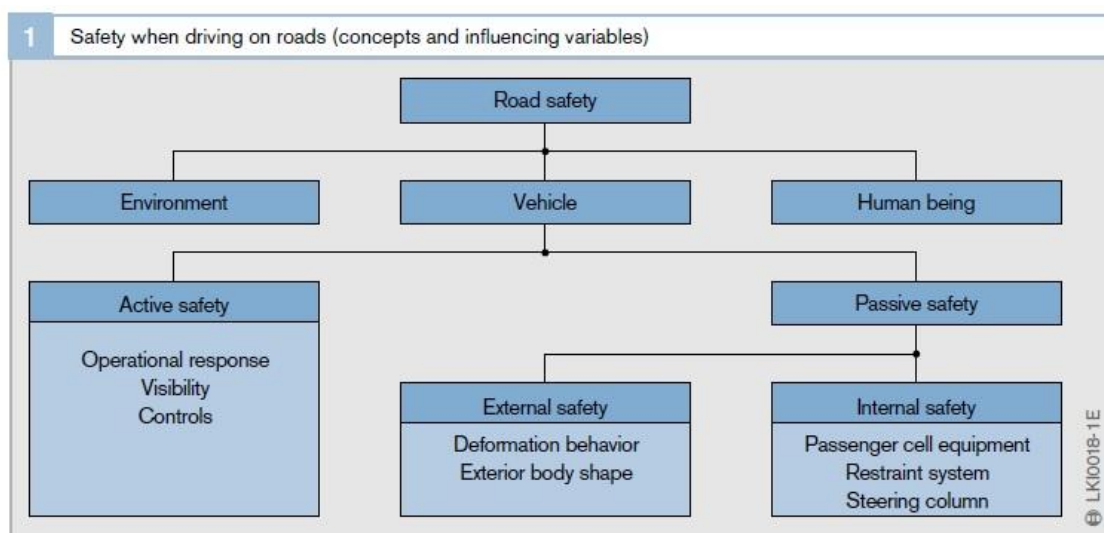 1
Safety when driving on roads (concepts and influencing variables)
Road safety
Environment
Vehicle
Human being
Active safety
Operational response
Visibility
Controls
Passive safety
External safety
Deformation behavior
Exterior body shape
Internal safety
Passenger cell equipment
Restraint system
Steering column
LKI0018-1E